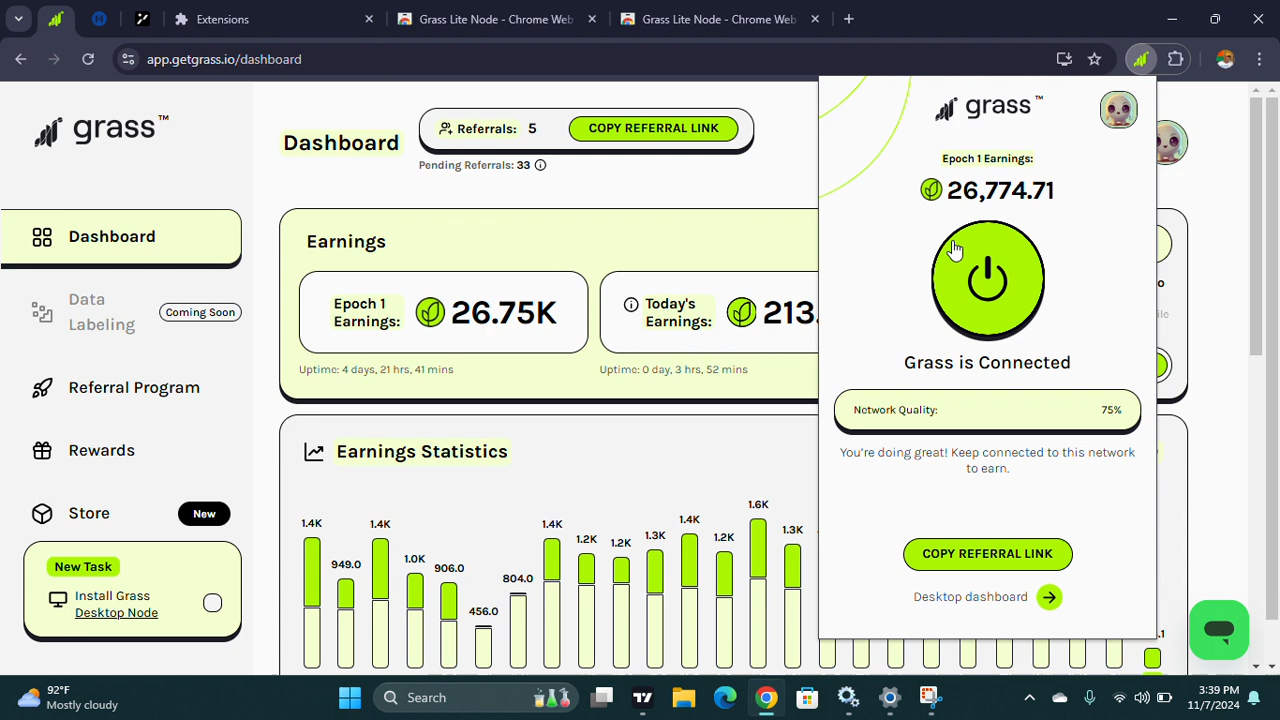 Extensions
Grass Lite Node - Chrome Web
Grass Lite Node - Chrome Web
app.getgrass.io/dashboard
grass™
Dashboard
Data
Labeling
Coming Soon
Referral Program
Rewards
Store
New
New Task
Install Grass
Desktop Node
Dashboard
Referrals: 5
COPY REFERRAL LINK
Pending Referrals: 33
Earnings
Epoch 1
Earnings:
26.75K
Uptime: 4 days, 21 hrs, 41 mins
Today's
Earnings:
213.
Uptime: 0 day, 3 hrs, 52 mins
Earnings Statistics
1.4K
949.0
1.4K
1.0K
906.0
456.0
804.0
1.4K
1.2K
1.2K
1.3K
1.4K
1.2K
1.6K
1.3K
.1
grass™
Epoch 1 Earnings:
26,774.71
Grass is Connected
Network Quality: 75%
You're doing great! Keep connected to this network
to earn.
COPY REFERRAL LINK
Desktop dashboard
92°F
Mostly cloudy
Search
3:39 PM
11/7/2024